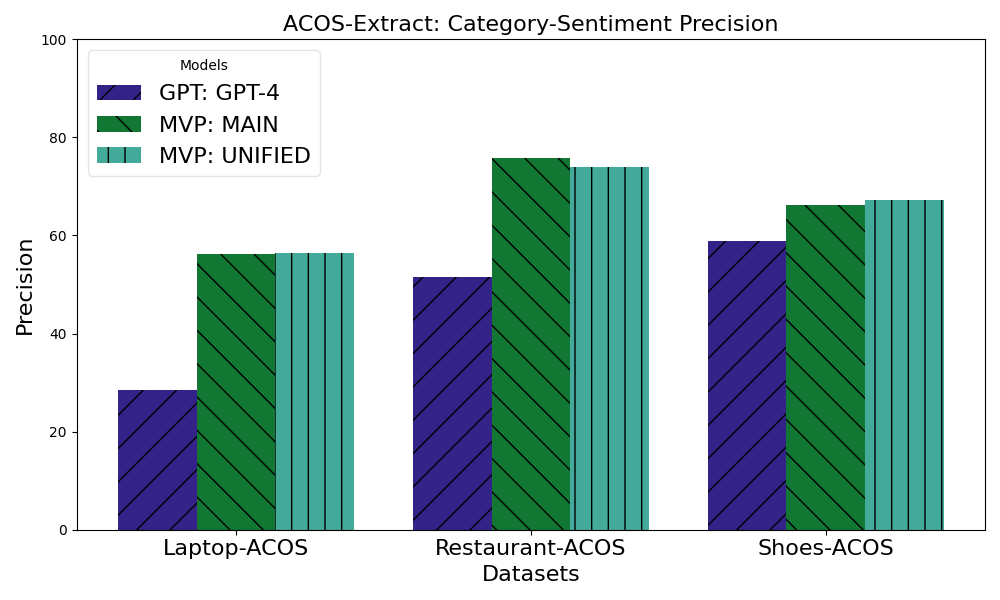 ACOS-Extract: Category-Sentiment Precision
100
80
60
40
20
0
Precision
Models
GPT: GPT-4
MVP: MAIN
MVP: UNIFIED
Laptop-ACOS
Restaurant-ACOS
Shoes-ACOS
Datasets